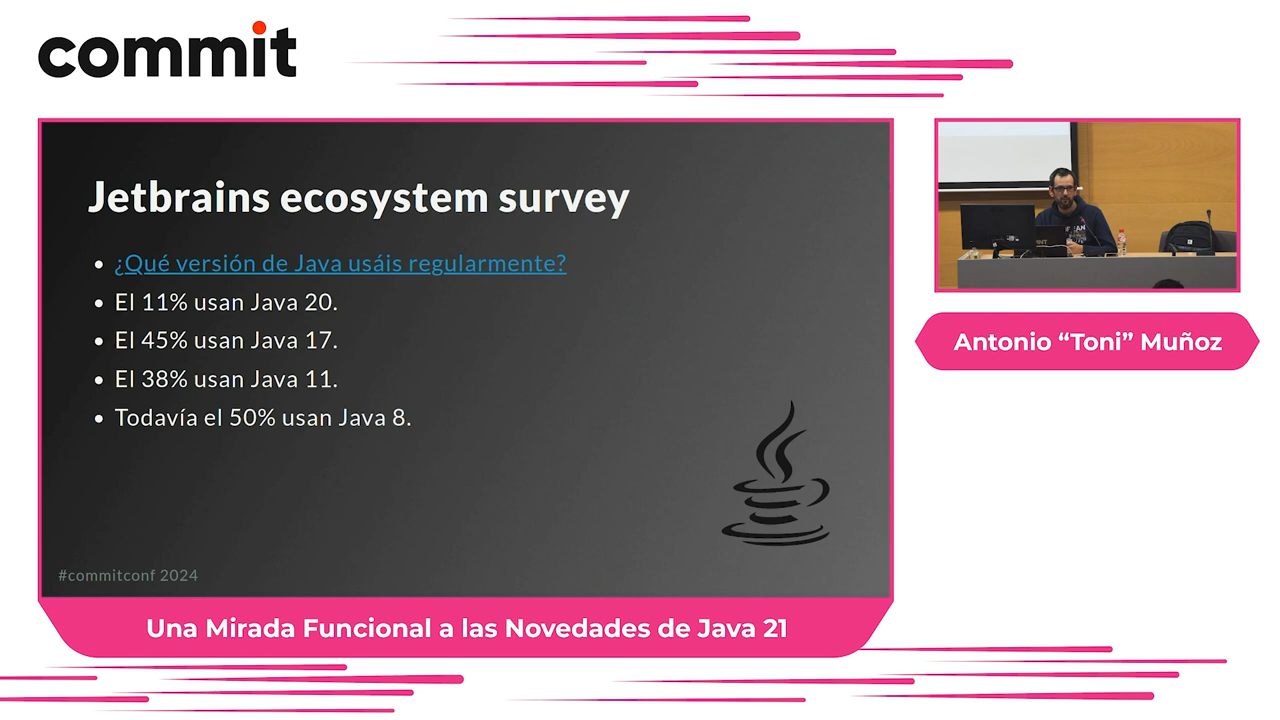 commit
Jetbrains ecosystem survey
¿Qué versión de Java usáis regularmente?
El 11% usan Java 20.
El 45% usan Java 17.
El 38% usan Java 11.
Todavía el 50% usan Java 8.
#commitconf 2024
Antonio “Toni” Muñoz
Una Mirada Funcional a las Novedades de Java 21